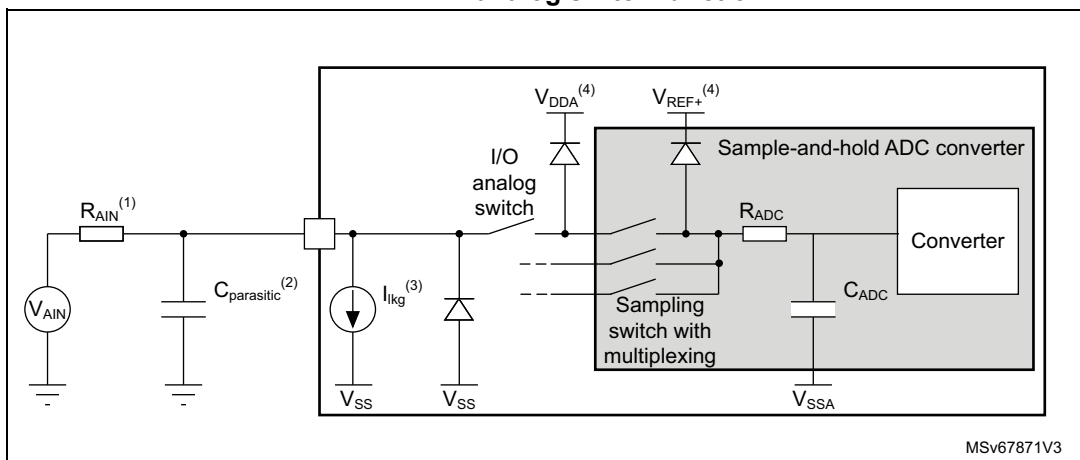 V_DDA(4)
V_REF+(4)
Sample-and-hold ADC converter
I/O
analog
switch
R_AIN(1)
R_ADC
Converter
V_AIN
C_parasitic(2)
I_lkg(3)
C_ADC
Sampling
switch with
multiplexing
V_SS
V_SS
V_SSA
MSv67871V3